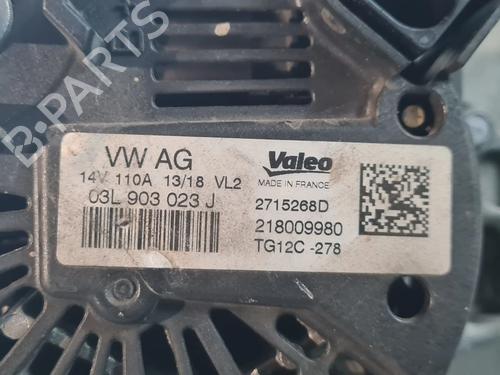 B-PARTS
VW AG
14V 110A 13/18 VL2
03L 903 023 J
Valeo
MADE IN FRANCE
2715268D
218009980
TG12C -278